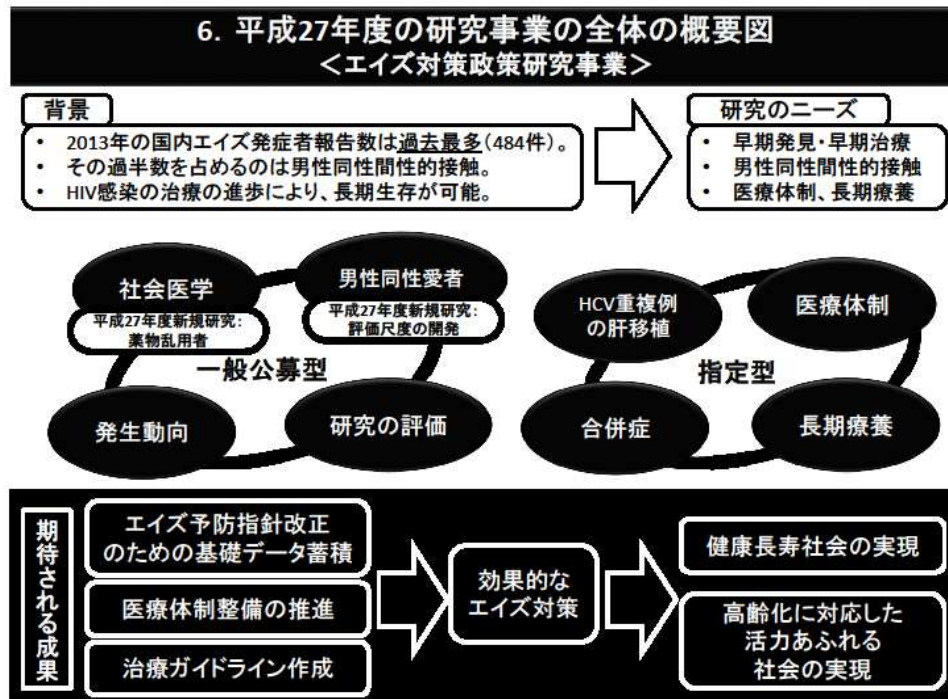 6. 平成27年度の研究事業の全体の概要図
＜エイズ対策政策研究事業＞
背景
• 2013年の国内エイズ発症者報告数は過去最多(484件)。
• その過半数を占めるのは男性同性間性的接触。
• HIV感染の治療の進歩により、長期生存が可能。
研究のニーズ
• 早期発見・早期治療
• 男性同性間性的接触
• 医療体制、長期療養
社会医学
平成27年度新規研究:
薬物乱用者
男性同性愛者
平成27年度新規研究:
評価尺度の開発
一般公募型
発生動向
研究の評価
HCV重複例
の肝移植
医療体制
指定型
合併症
長期療養
期待される成果
エイズ予防指針改正
のための基礎データ蓄積
医療体制整備の推進
治療ガイドライン作成
効果的な
エイズ対策
健康長寿社会の実現
高齢化に対応した
活力あふれる
社会の実現